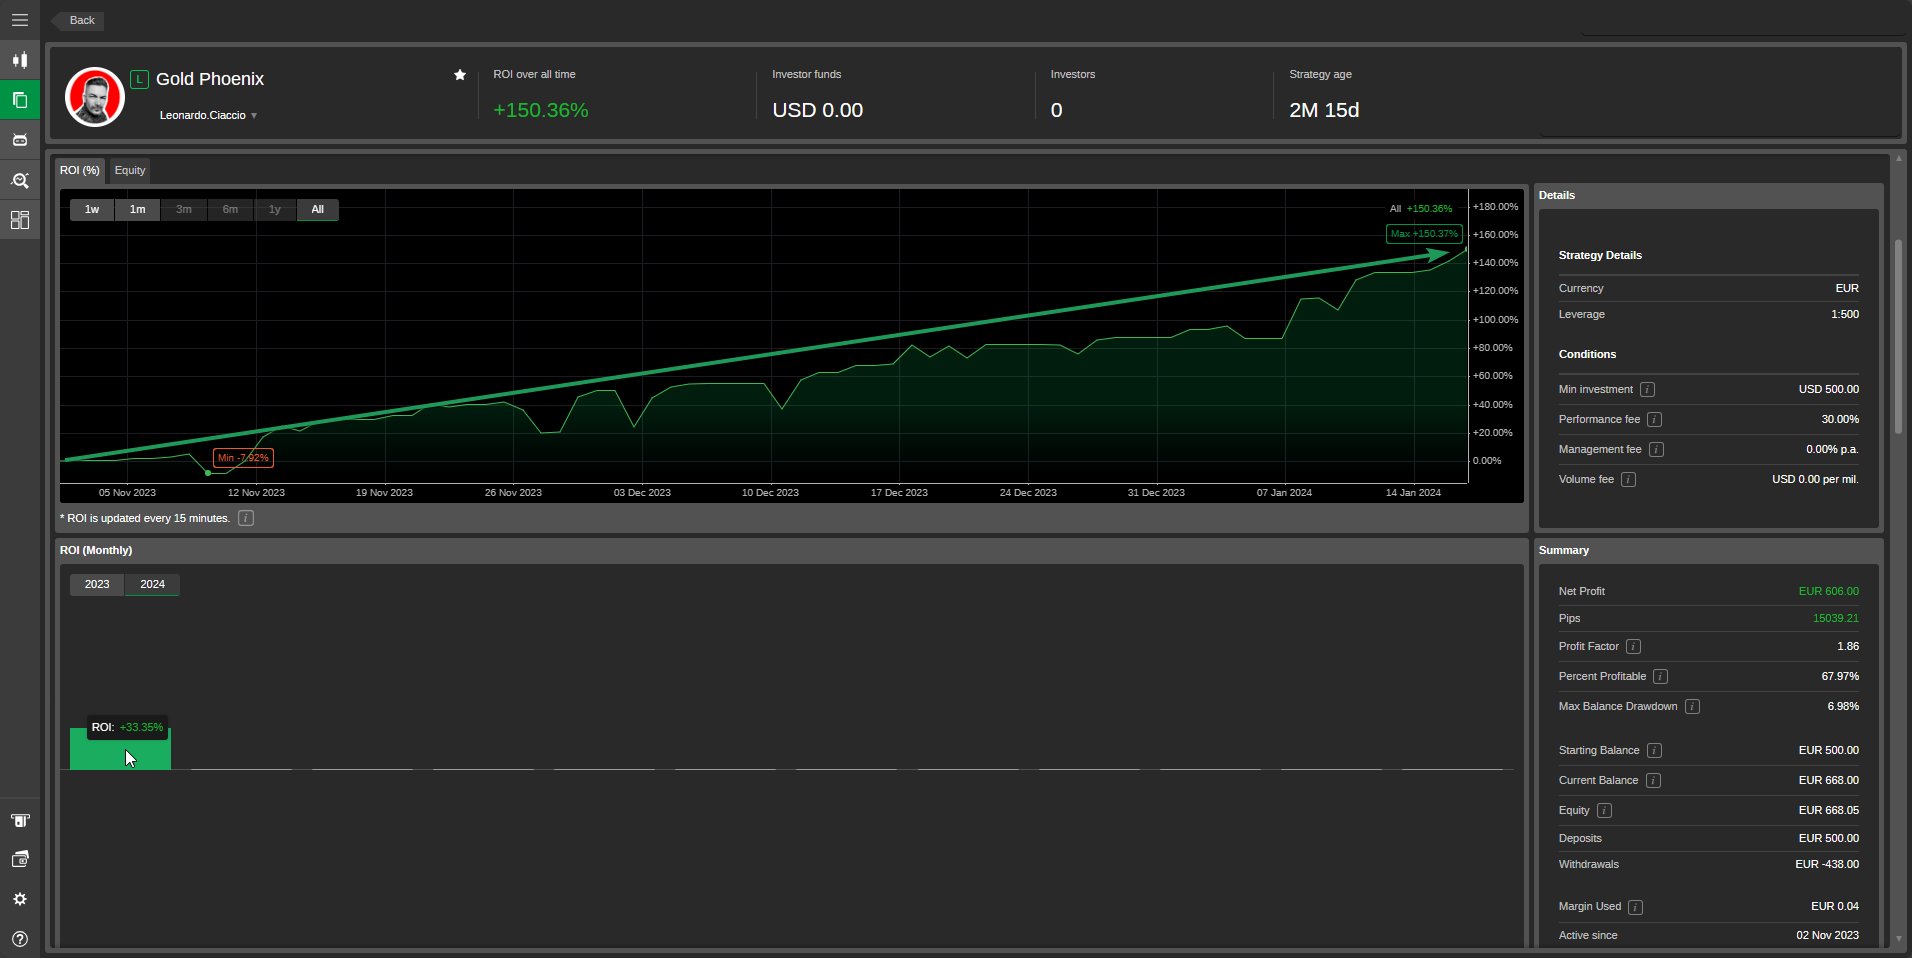 Back
L Gold Phoenix
Leonardo.Ciaccio
ROI over all time
+150.36%
Investor funds
USD 0.00
Investors
0
Strategy age
2M 15d
ROI (%) Equity
1w 1m 3m 6m 1y All
All +150.36%
Max +150.37%
Min -7.92%
+180.00%
+160.00%
+140.00%
+120.00%
+100.00%
+80.00%
+60.00%
+40.00%
+20.00%
0.00%
05 Nov 2023 12 Nov 2023 19 Nov 2023 26 Nov 2023 03 Dec 2023 10 Dec 2023 17 Dec 2023 24 Dec 2023 31 Dec 2023 07 Jan 2024 14 Jan 2024
* ROI is updated every 15 minutes. i
Details
Strategy Details
Currency EUR
Leverage 1:500
Conditions
Min investment i USD 500.00
Performance fee i 30.00%
Management fee i 0.00% p.a.
Volume fee i USD 0.00 per mil.
ROI (Monthly)
2023 2024
ROI: +33.35%
Summary
Net Profit EUR 606.00
Pips 15039.21
Profit Factor i 1.86
Percent Profitable i 67.97%
Max Balance Drawdown i 6.98%
Starting Balance i EUR 500.00
Current Balance i EUR 668.00
Equity i EUR 668.05
Deposits EUR 500.00
Withdrawals EUR -438.00
Margin Used i EUR 0.04
Active since 02 Nov 2023